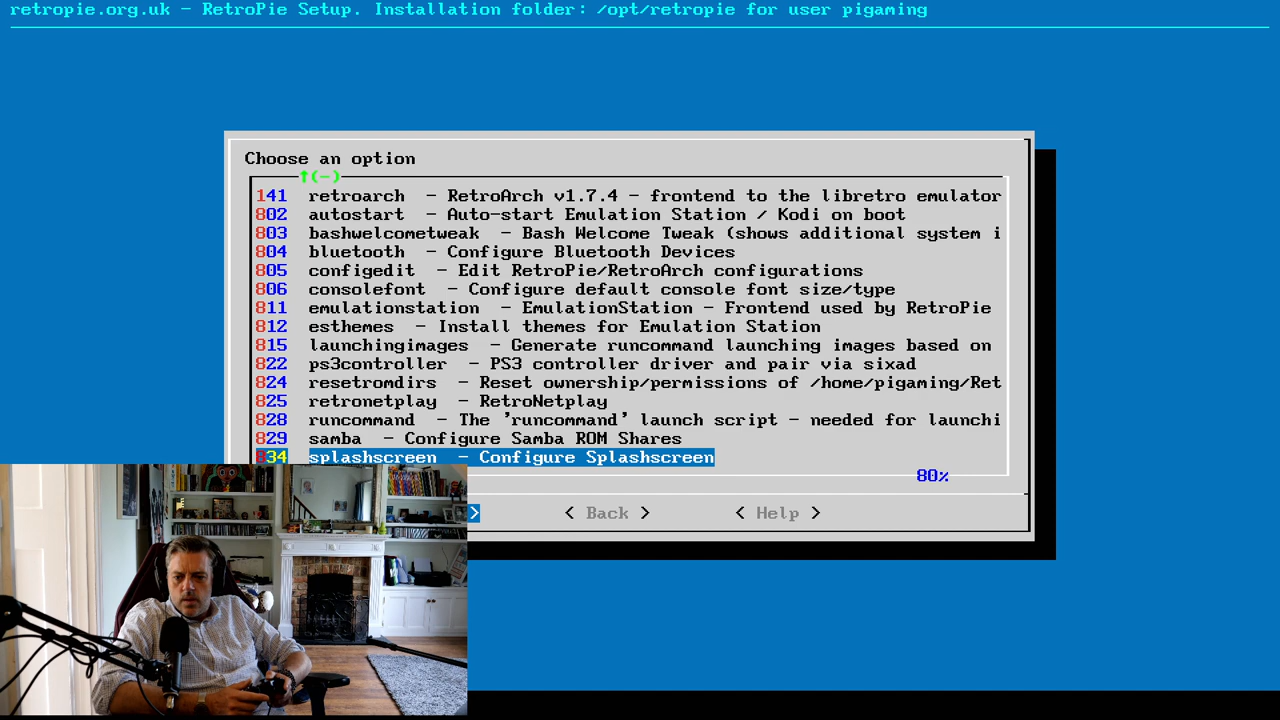 retropie.org.uk - RetroPie Setup. Installation folder: /opt/retropie for user pigaming
Choose an option
↑(-)
141 retroarch - RetroArch v1.7.4 - frontend to the libretro emulator
802 autostart - Auto-start Emulation Station / Kodi on boot
803 bashwelcometweak - Bash Welcome Tweak (shows additional system i
804 bluetooth - Configure Bluetooth Devices
805 configedit - Edit RetroPie/RetroArch configurations
806 consolefont - Configure default console font size/type
811 emulationstation - EmulationStation - Frontend used by RetroPie
812 esthemes - Install themes for Emulation Station
815 launchingimages - Generate runcommand launching images based on
822 ps3controller - PS3 controller driver and pair via sixad
824 resetromdirs - Reset ownership/permissions of /home/pigaming/Ret
825 retronetplay - RetroNetplay
828 runcommand - The 'runcommand' launch script - needed for launchi
829 samba - Configure Samba ROM Shares
834 splashscreen - Configure Splashscreen
80%
> < Back > < Help >